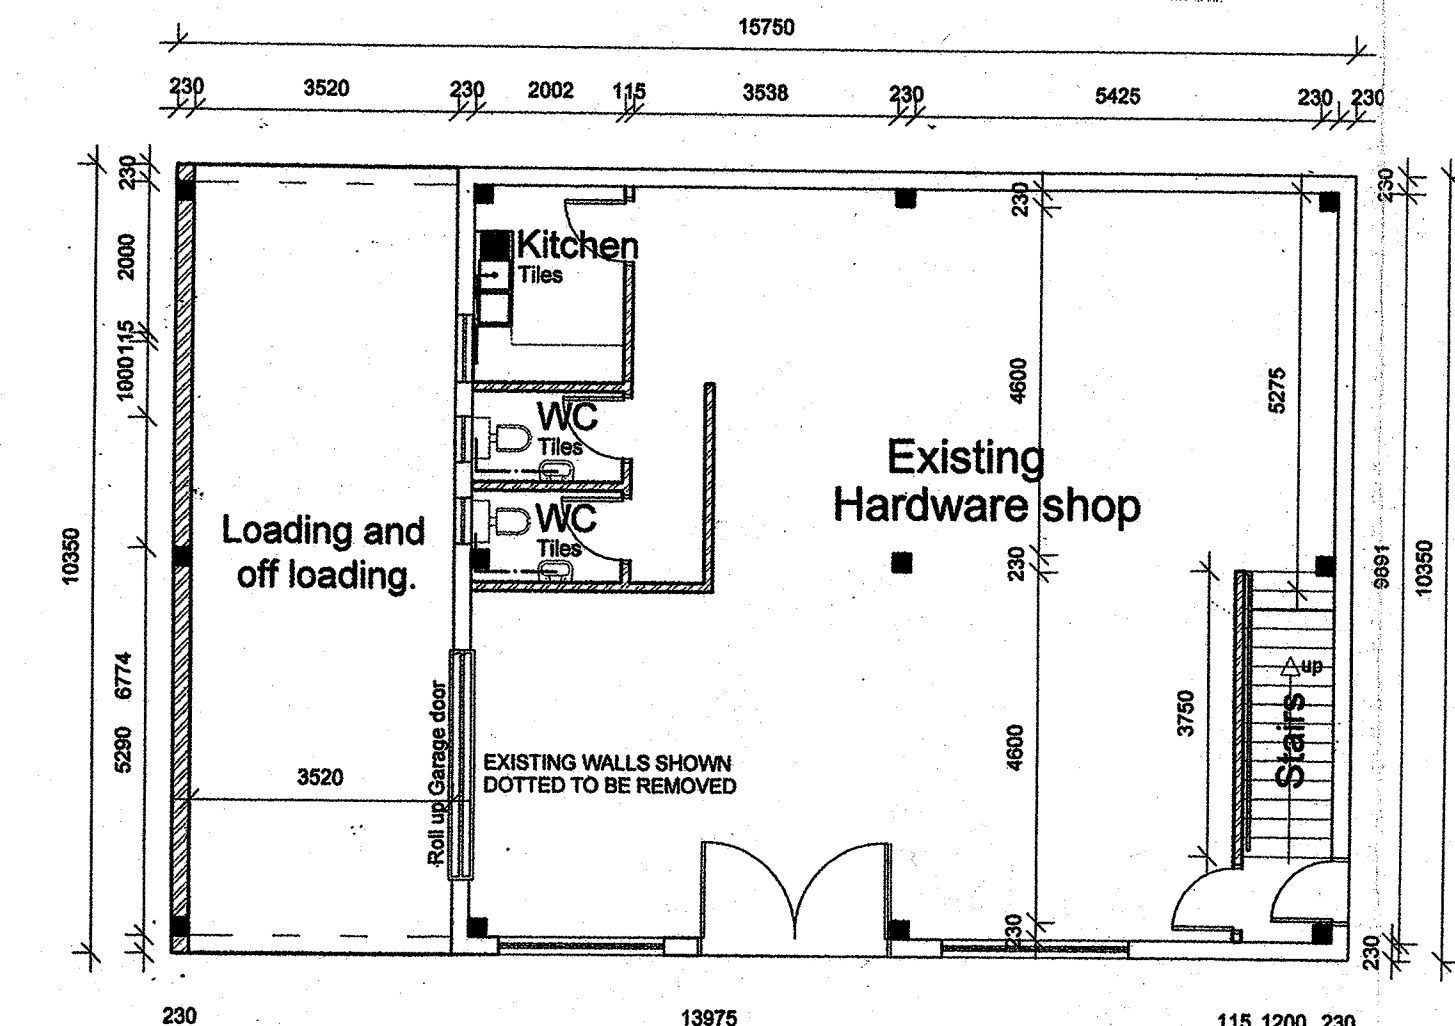 15750
230 3520 230 2002 115 3538 230 5425 230 230
230
2000
115
1000
6774
5290
10350
Kitchen
Tiles
WC
Tiles
WC
Tiles
Loading and
off loading.
Existing
Hardware shop
230
4600
230
4600
230
5275
3750
up
Stairs
230
9891
10350
230
Roll up Garage door
3520
EXISTING WALLS SHOWN
DOTTED TO BE REMOVED
230 13975 115 1200 230